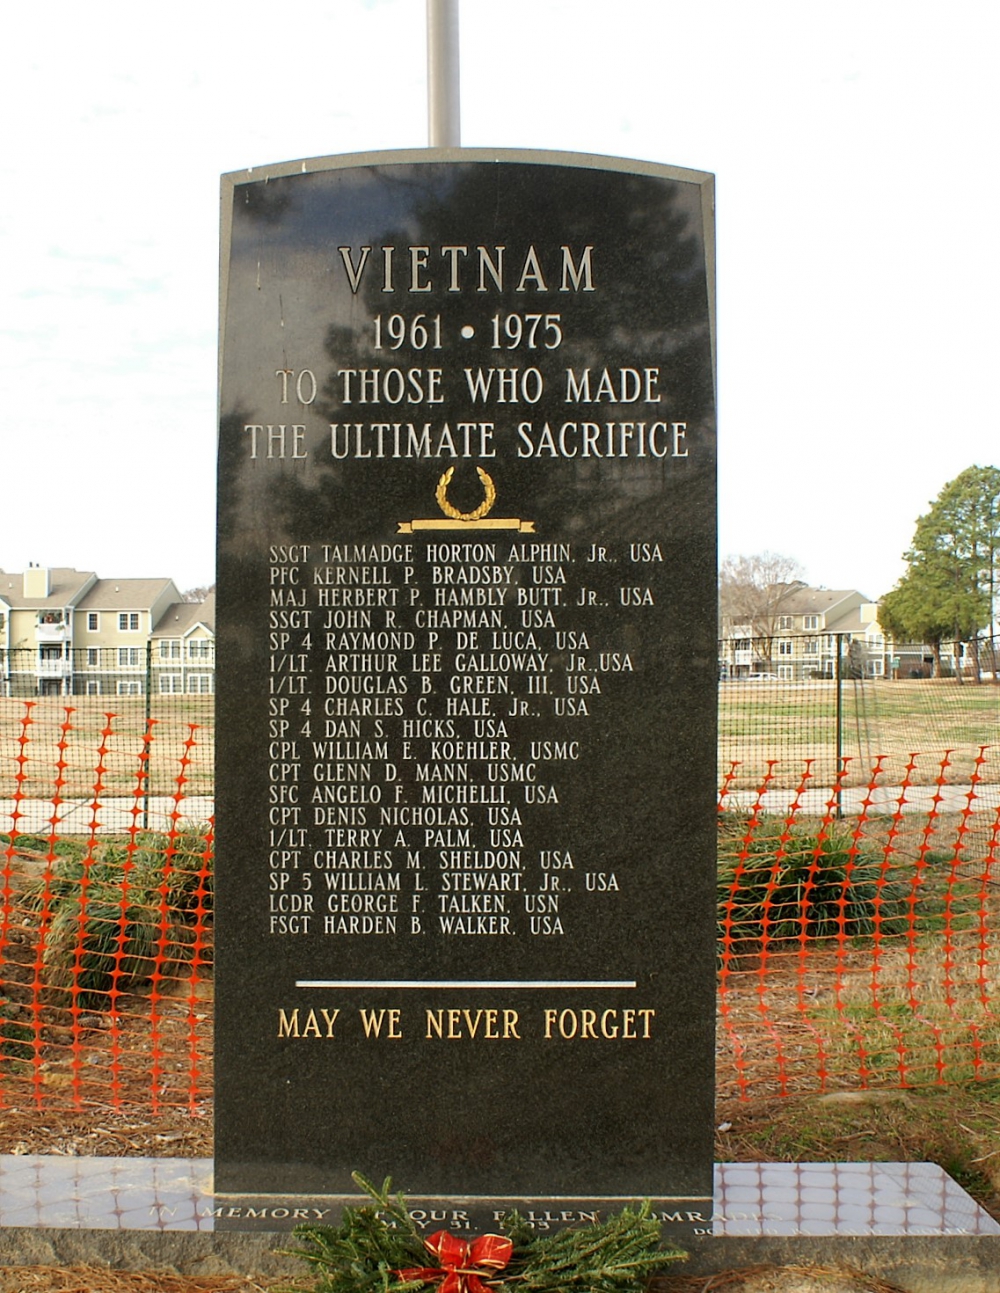 VIETNAM
1961 • 1975
TO THOSE WHO MADE
THE ULTIMATE SACRIFICE
SSGT TALMADGE HORTON ALPHIN, JR., USA
PFC KERNELL P. BRADSBY, USA
MAJ HERBERT P. HAMBLY BUTT, JR., USA
SSGT JOHN R. CHAPMAN, USA
SP 4 RAYMOND P. DE LUCA, USA
1/LT. ARTHUR LEE GALLOWAY, JR.,USA
1/LT. DOUGLAS B. GREEN, III, USA
SP 4 CHARLES C. HALE, JR., USA
SP 4 DAN S. HICKS, USA
CPL WILLIAM E. KOEHLER, USMC
CPT GLENN D. MANN, USMC
SFC ANGELO F. MICHELLI, USA
CPT DENIS NICHOLAS, USA
1/LT. TERRY A. PALM, USA
CPT CHARLES M. SHELDON, USA
SP 5 WILLIAM L. STEWART, JR., USA
LCDR GEORGE F. TALKEN, USN
FSGT HARDEN B. WALKER, USA
MAY WE NEVER FORGET
IN MEMORY OUR FALLEN
MAY 31,